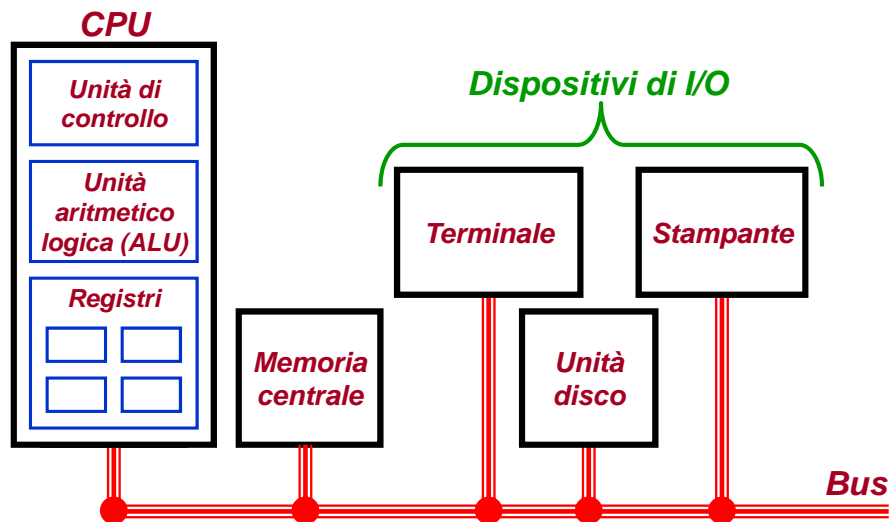 CPU
Unità di
controllo
Unità
aritmetico
logica (ALU)
Registri
Dispositivi di I/O
Terminale
Stampante
Memoria
centrale
Unità
disco
Bus